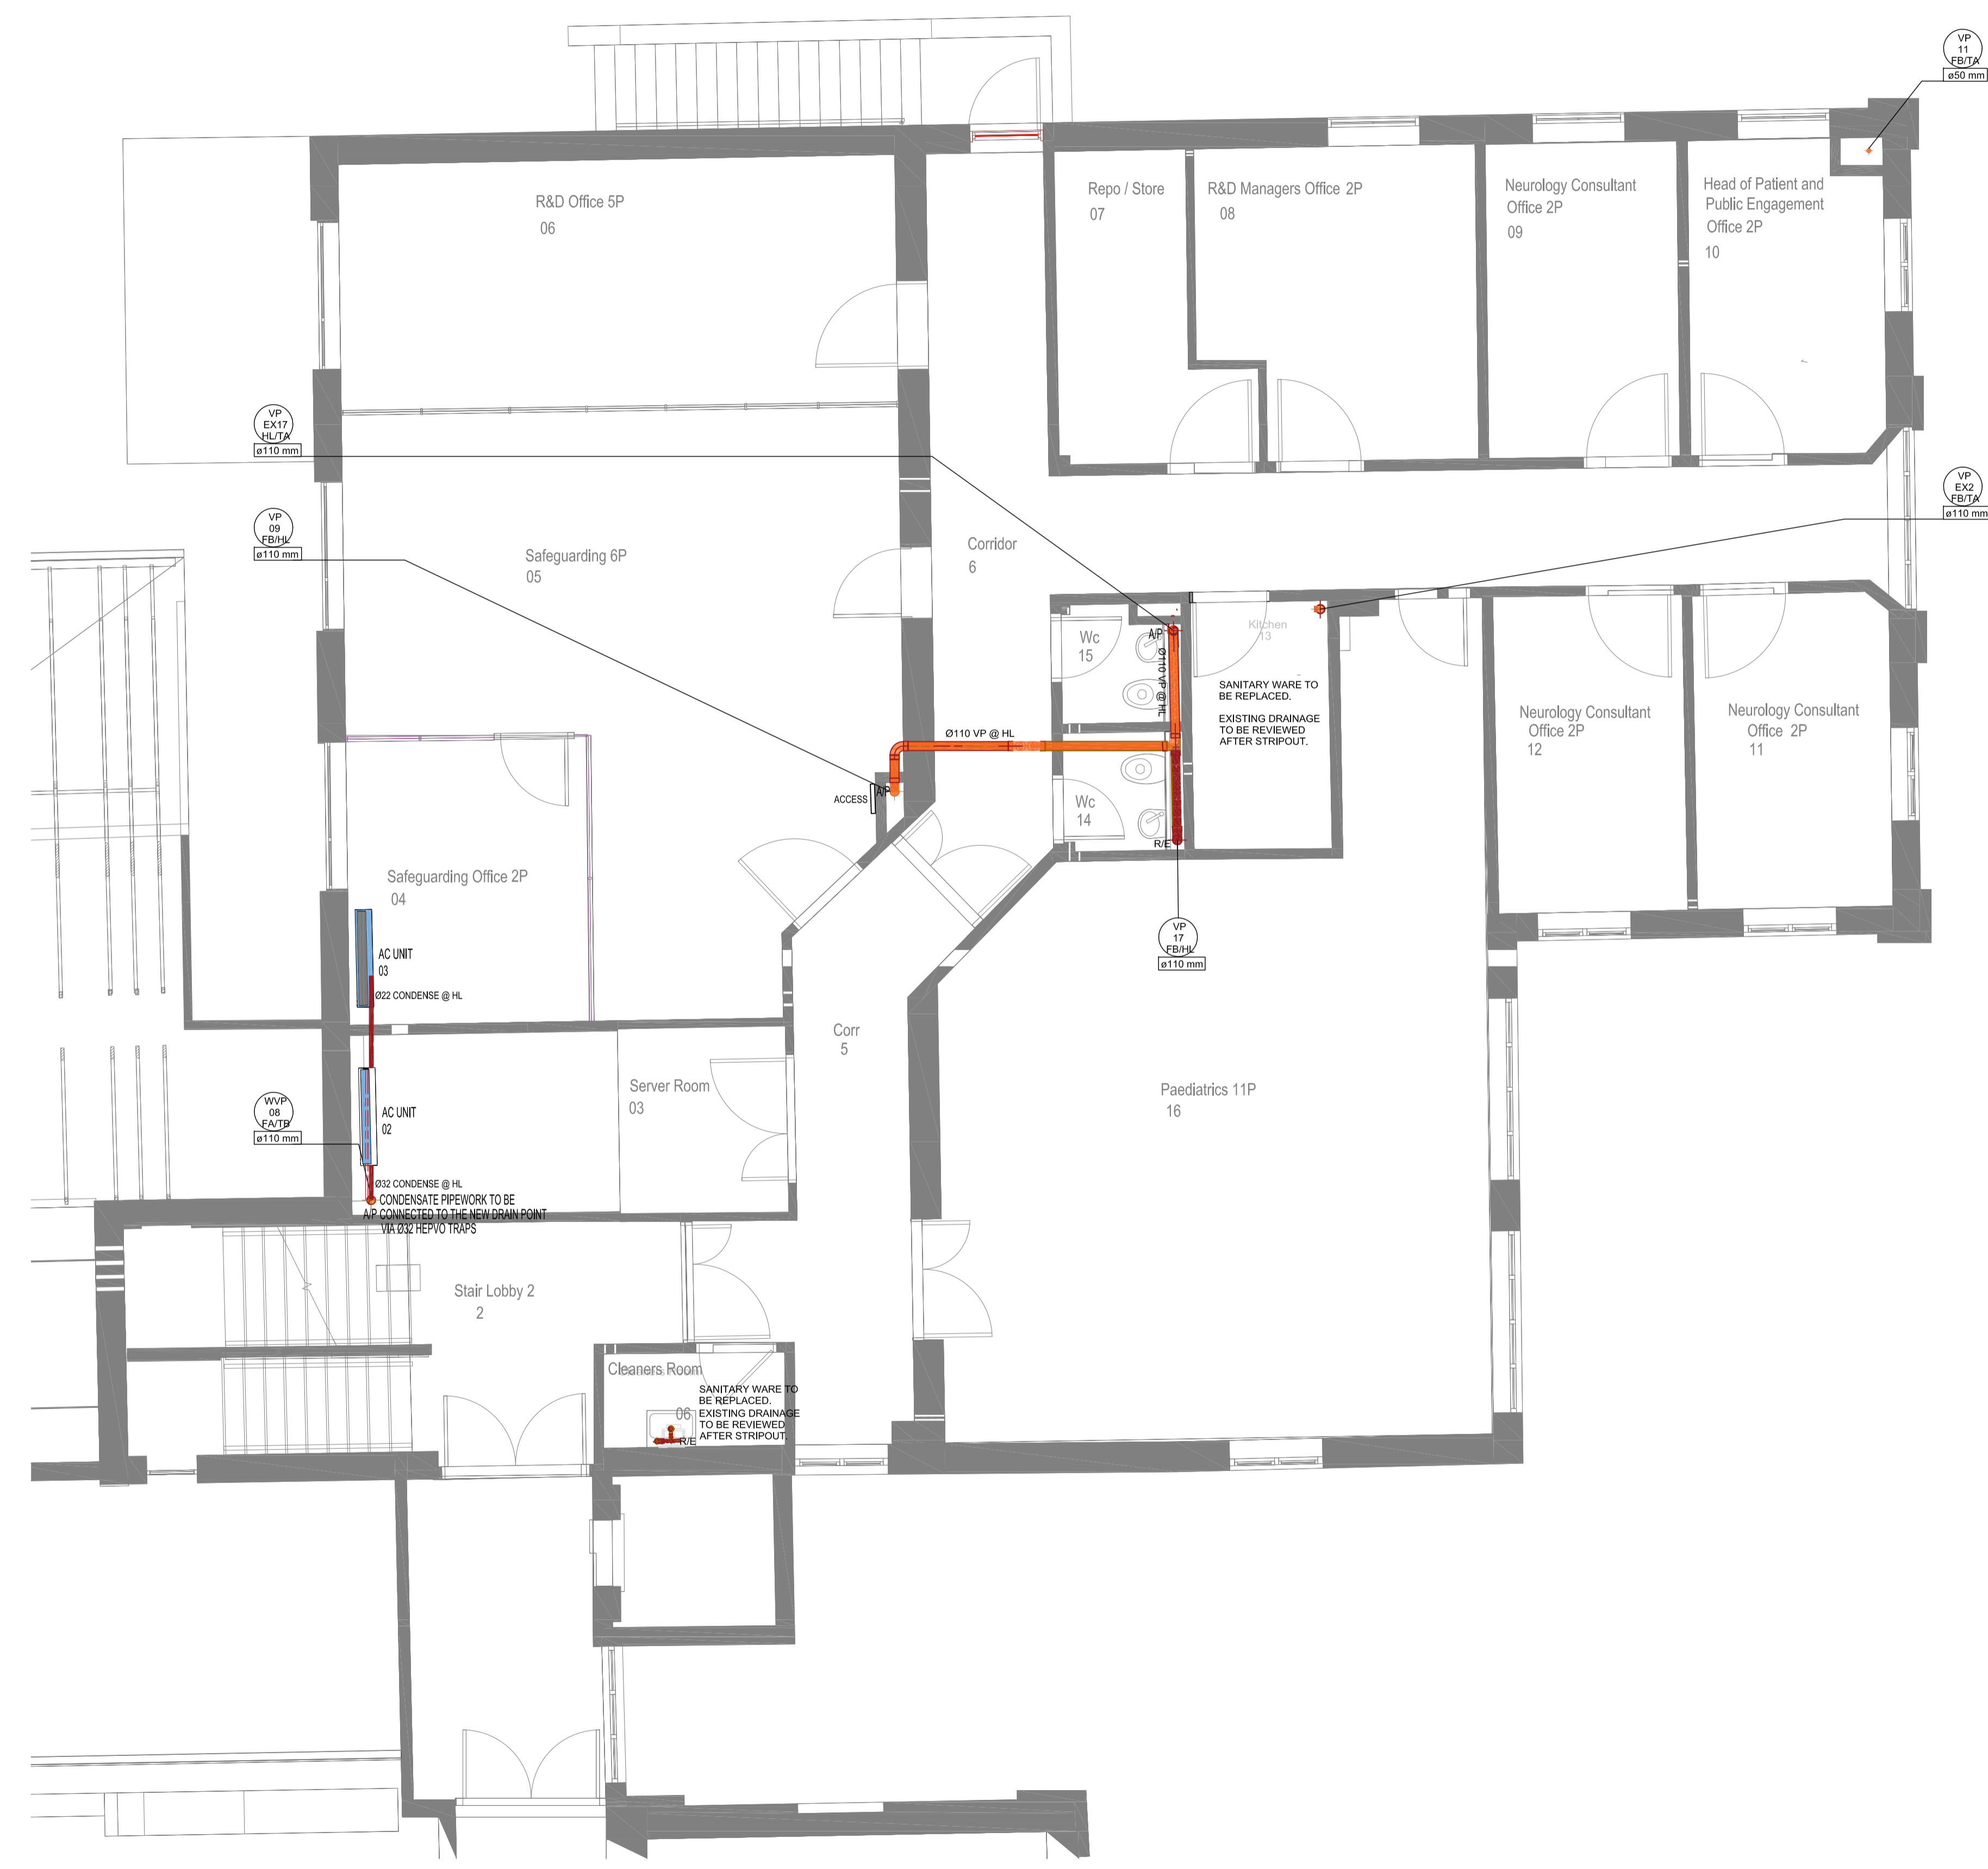 VP
11
FB/TA
ø50 mm
R&D Office 5P
06
Repo / Store
07
R&D Managers Office 2P
08
Neurology Consultant
Office 2P
09
Head of Patient and
Public Engagement
Office 2P
10
VP
EX17
HL/TA
ø110 mm
VP
EX2
FB/TA
ø110 mm
VP
09
FB/HL
ø110 mm
Safeguarding 6P
05
Corridor
6
Wc
15
A/P
Ø110 VP @ HL
Kitchen
13
SANITARY WARE TO
BE REPLACED.
EXISTING DRAINAGE
TO BE REVIEWED
AFTER STRIPOUT.
Neurology Consultant
Office 2P
12
Neurology Consultant
Office 2P
11
Ø110 VP @ HL
A/P
ACCESS
Wc
14
R/E
VP
17
FB/HL
ø110 mm
Safeguarding Office 2P
04
AC UNIT
03
Ø22 CONDENSE @ HL
Corr
5
Server Room
03
Paediatrics 11P
16
WVP
08
FA/TB
ø110 mm
AC UNIT
02
Ø32 CONDENSE @ HL
CONDENSATE PIPEWORK TO BE
A/P CONNECTED TO THE NEW DRAIN POINT
VIA Ø32 HEPVO TRAPS
Stair Lobby 2
2
Cleaners Room
06
SANITARY WARE TO
BE REPLACED.
EXISTING DRAINAGE
TO BE REVIEWED
AFTER STRIPOUT.
R/E